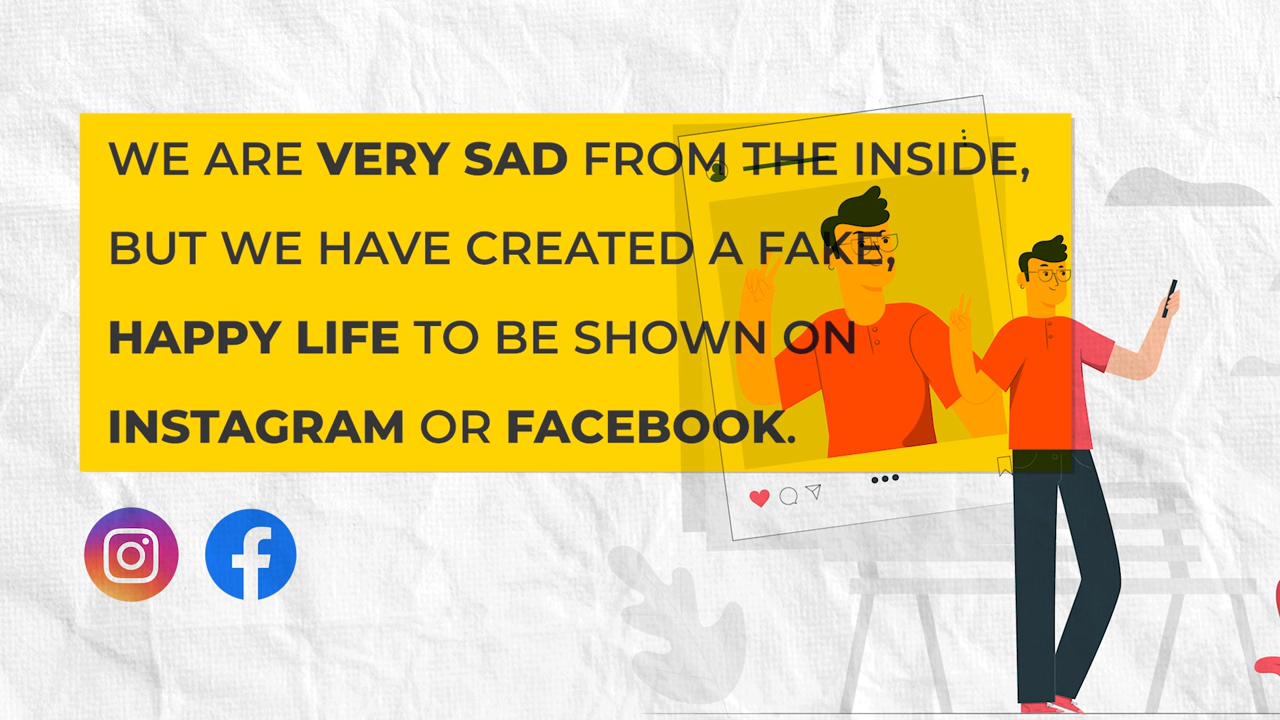 WE ARE VERY SAD FROM THE INSIDE,
BUT WE HAVE CREATED A FAKE,
HAPPY LIFE TO BE SHOWN ON
INSTAGRAM OR FACEBOOK.